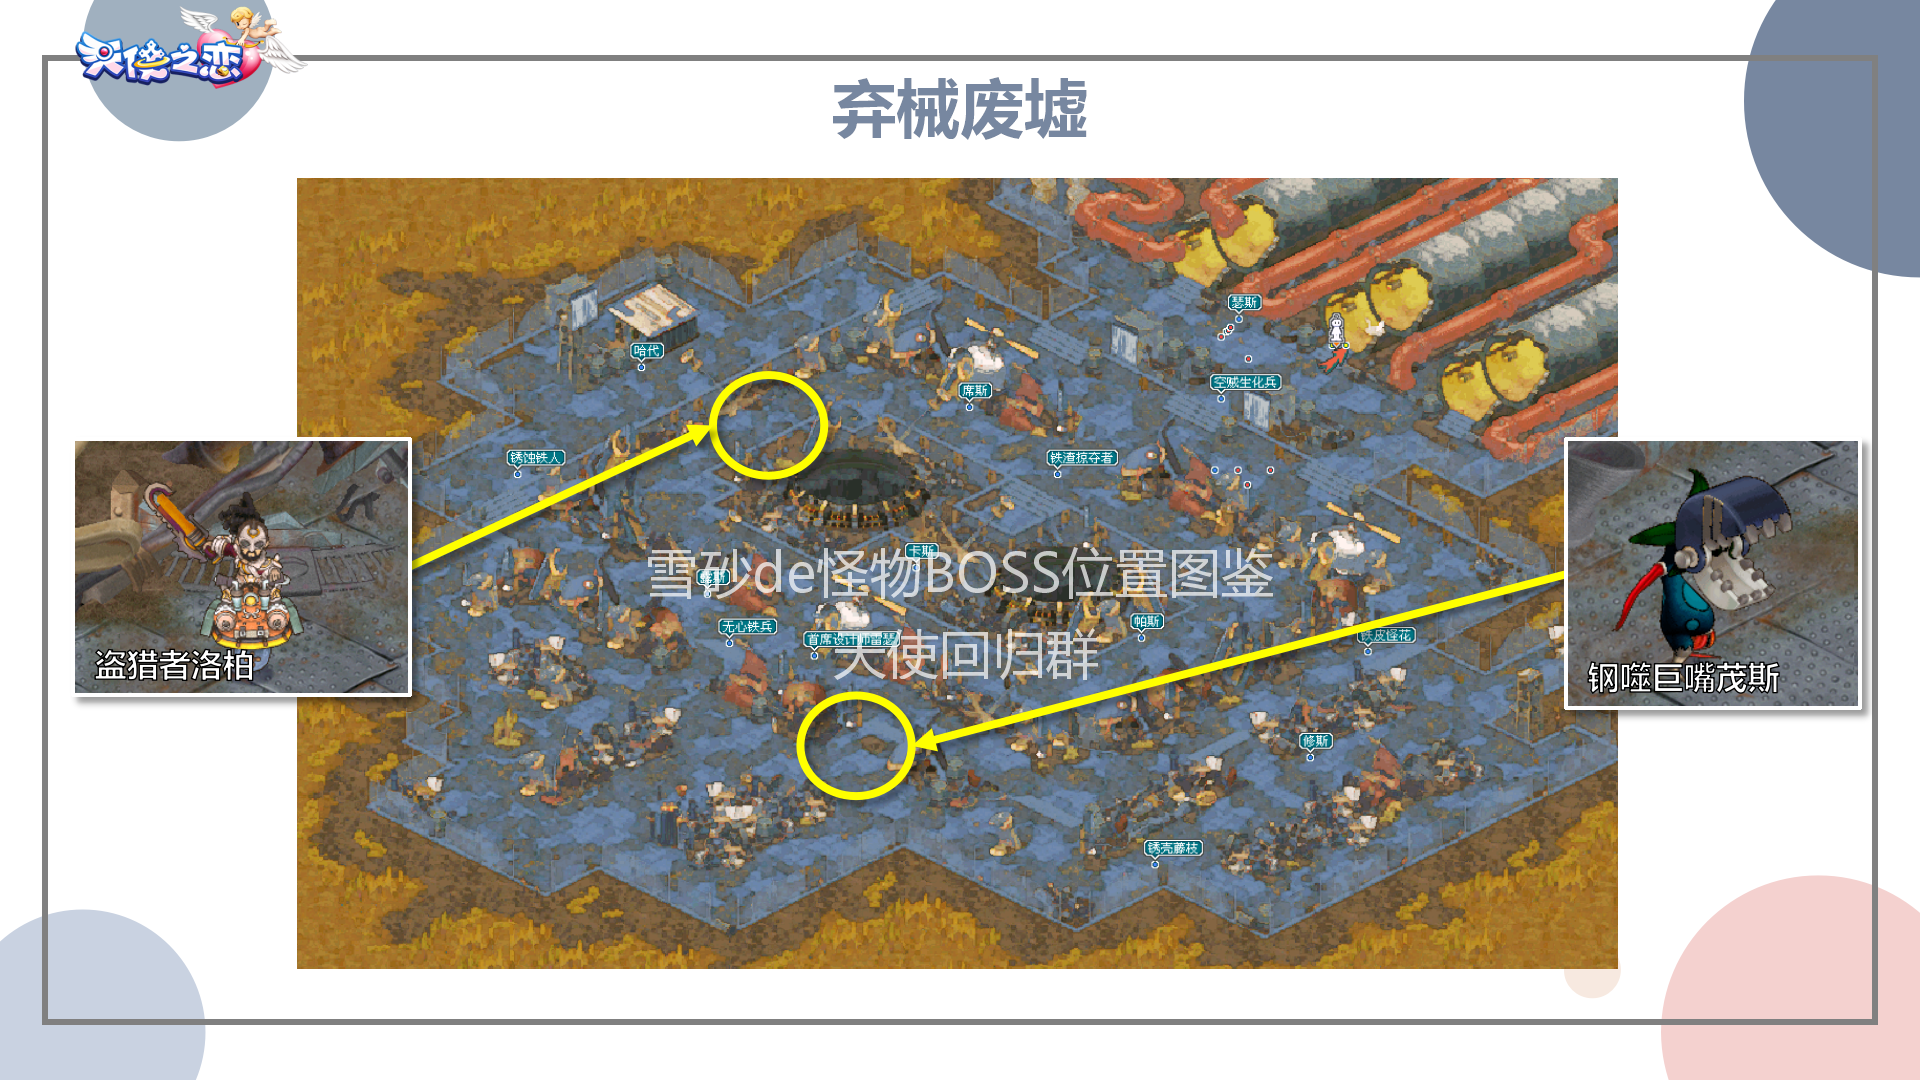 天使之恋
弃械废墟
瑟斯
哈代
空贼生化兵
席斯
锈蚀铁人
铁渣掠夺者
卡斯
雪砂de怪物BOSS位置图鉴
帕斯
无心铁兵
首席设计师雷瑟
铁皮怪花
天使回归群
盗猎者洛柏
钢噬巨嘴茂斯
修斯
锈壳藤枝